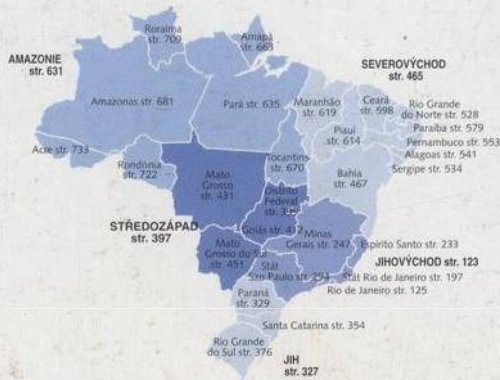 Roraima
str. 709
Amapá
str. 663
AMAZONIE
str. 631
SEVEROVÝCHOD
str. 465
Amazonas str. 681
Pará str. 635
Maranhão
str. 619
Ceará
str. 598
Rio Grande
do Norte str. 528
Paraíba str. 579
Pernambuco str. 553
Alagoas str. 541
Sergipe str. 534
Piauí
str. 614
Acre str. 733
Rondônia
str. 722
Tocantins
str. 670
Bahia
str. 467
Mato
Grosso
str. 431
Distrito
Federal
str.
STŘEDOZÁPAD
str. 397
Goiás str. 412
Minas
Gerais str. 247
Espírito Santo str. 233
Mato
Grosso do Sul
str. 451
JIHOVÝCHOD str. 123
Stát
Sao Paulo str. 294
Stát Rio de Janeiro str. 197
Rio de Janeiro str. 125
Paraná
str. 329
Santa Catarina str. 354
Rio Grande
do Sul str. 376
JIH
str. 327